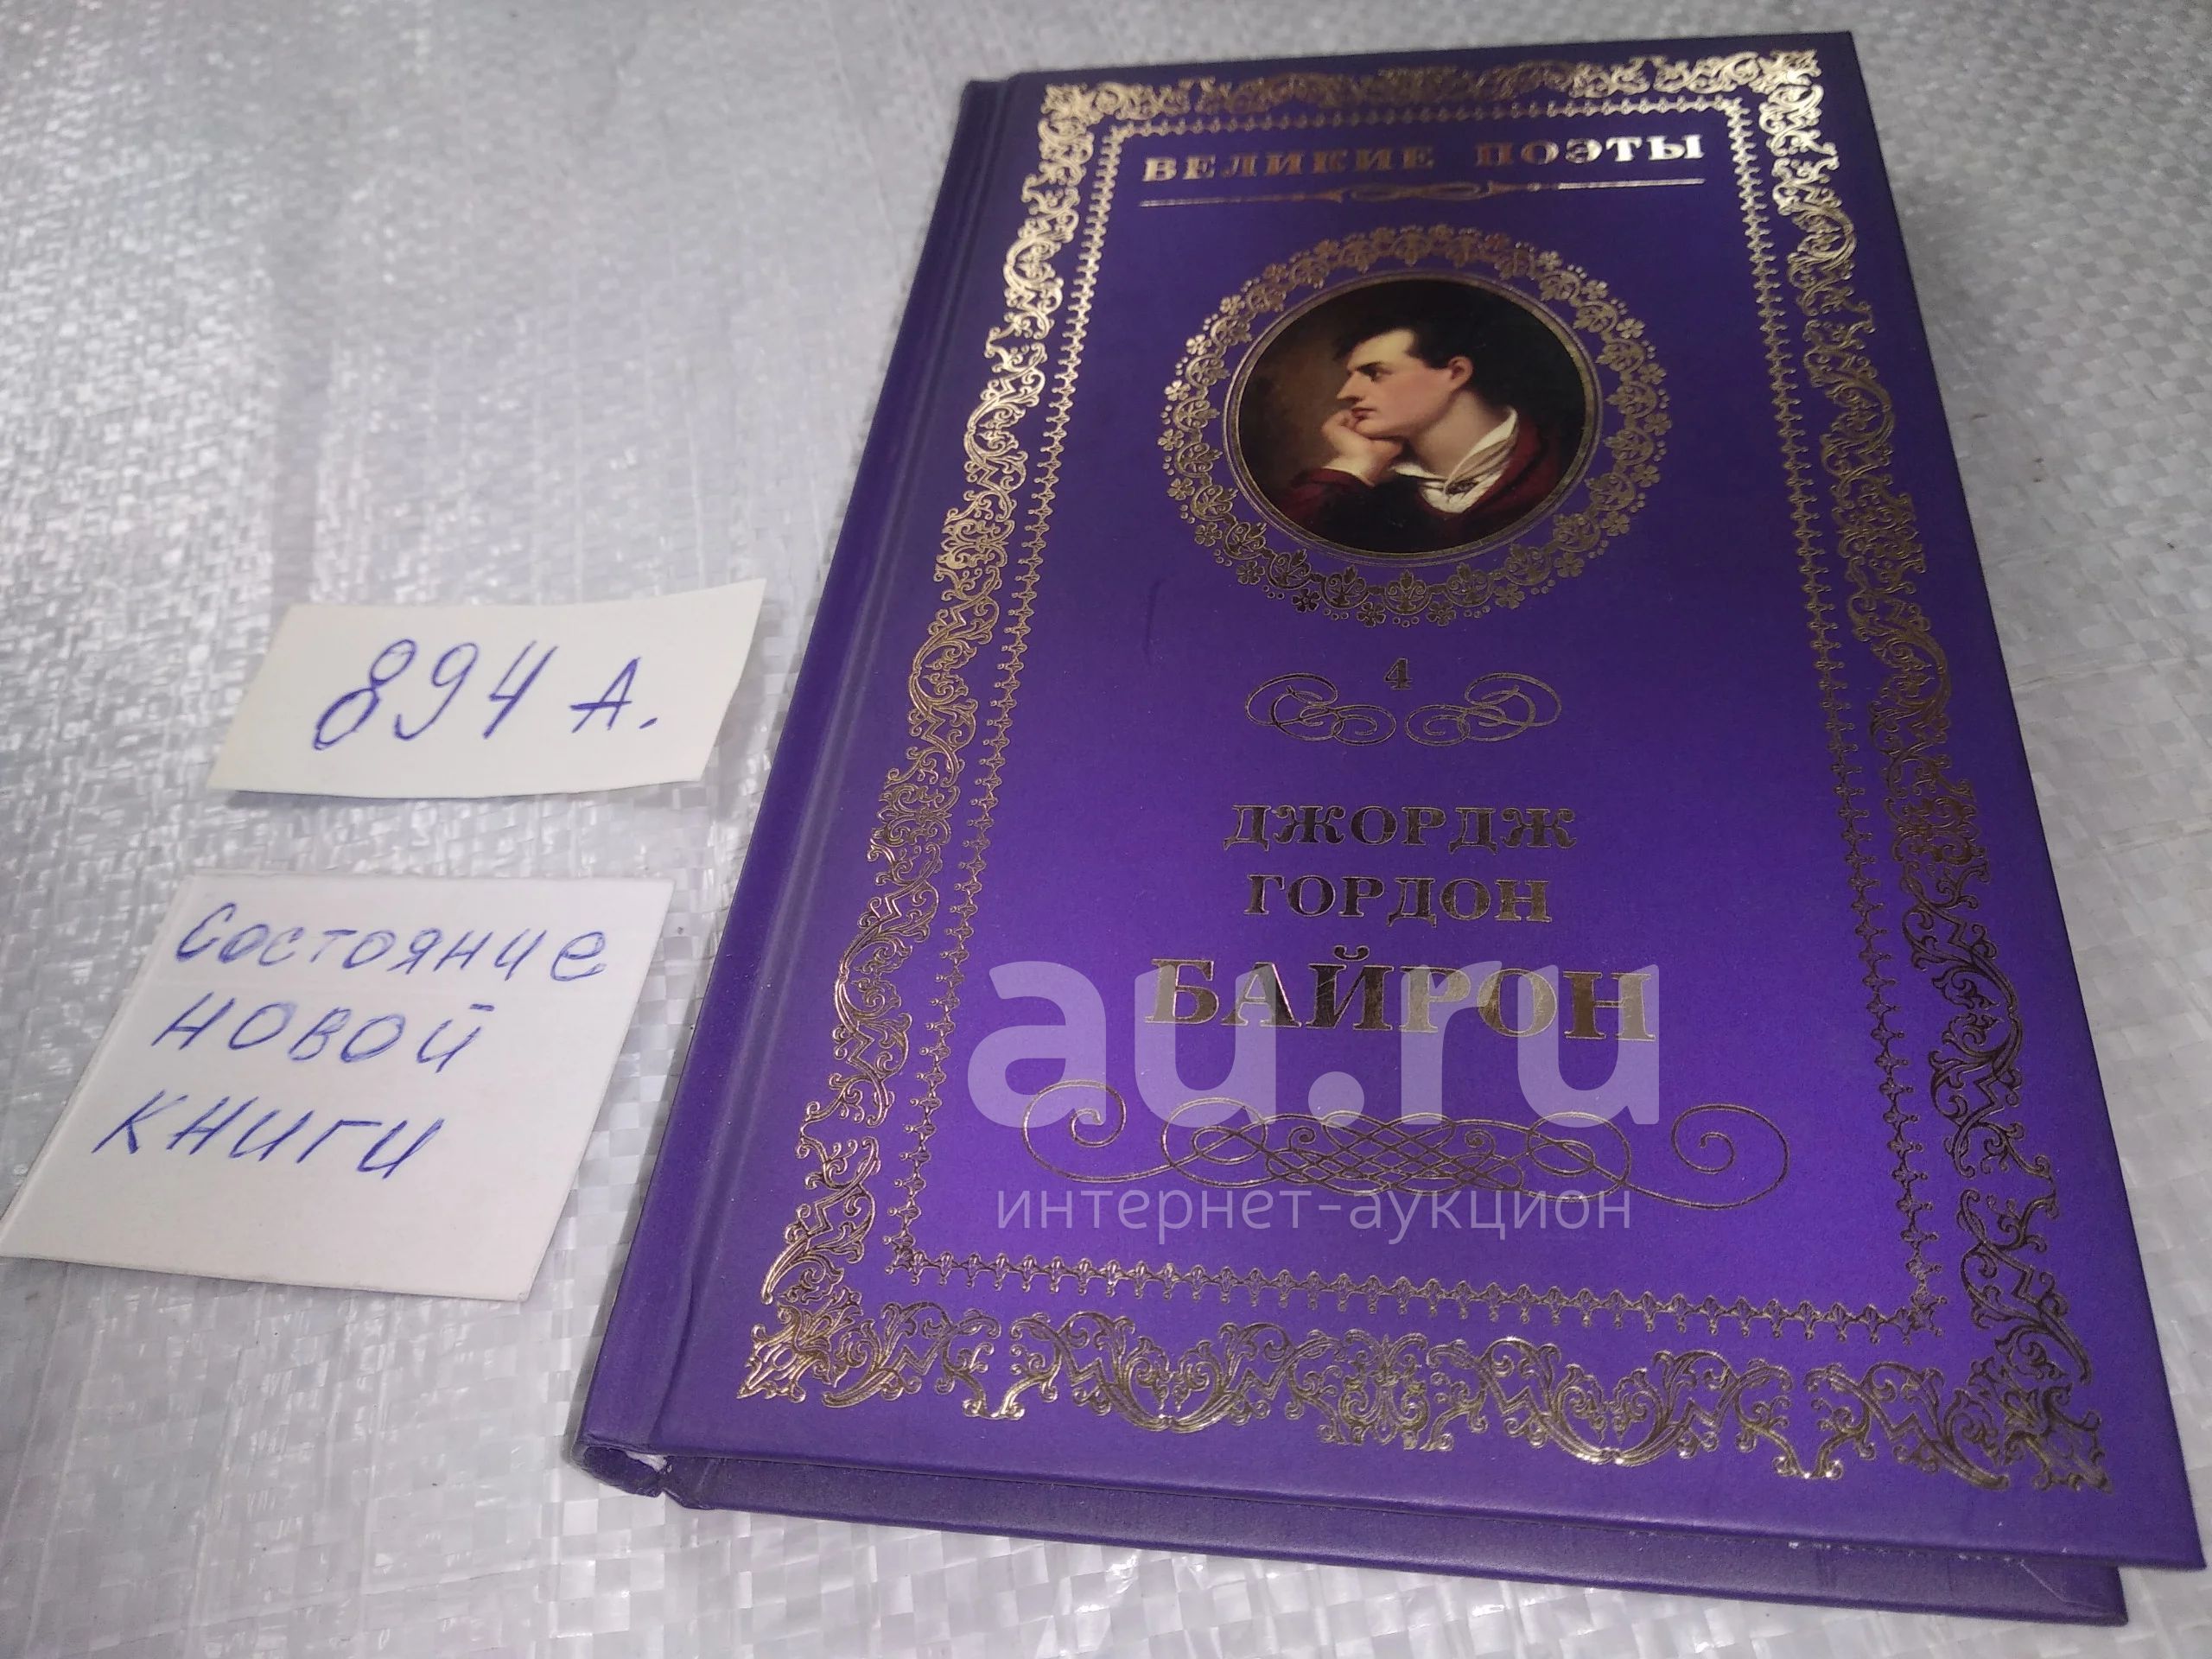 ВЕЛИКИЕ ПОЭТЫ
4
ДЖОРДЖ
ГОРДОН
БАЙРОН
894 А.
Состояние
новой
книги
au.ru
интернет-аукцион